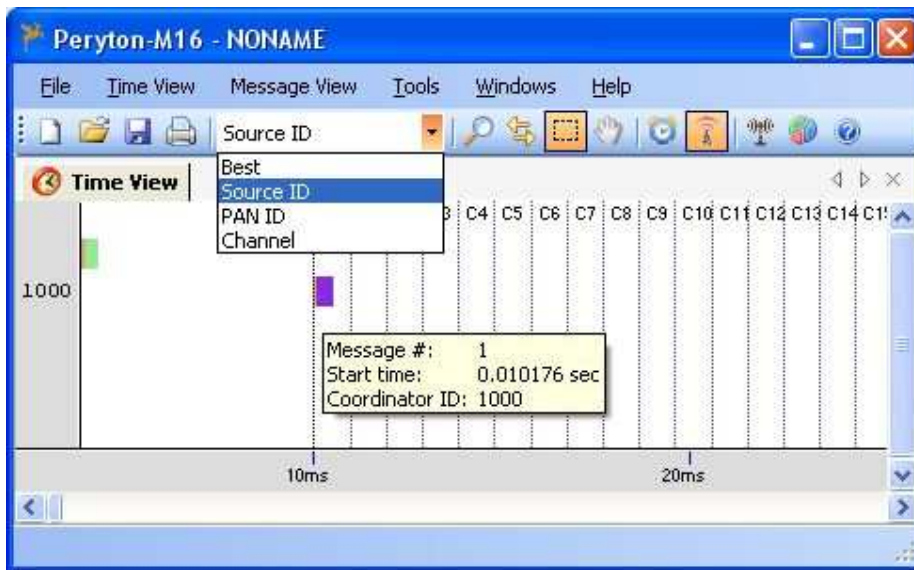 Peryton-M16 - NONAME
File Time View Message View Tools Windows Help
Source ID
Time View
Best
Source ID
PAN ID
Channel
C4 C5 C6 C7 C8 C9 C10 C11 C12 C13 C14
1000
Message #: 1
Start time: 0.010176 sec
Coordinator ID: 1000
10ms 20ms